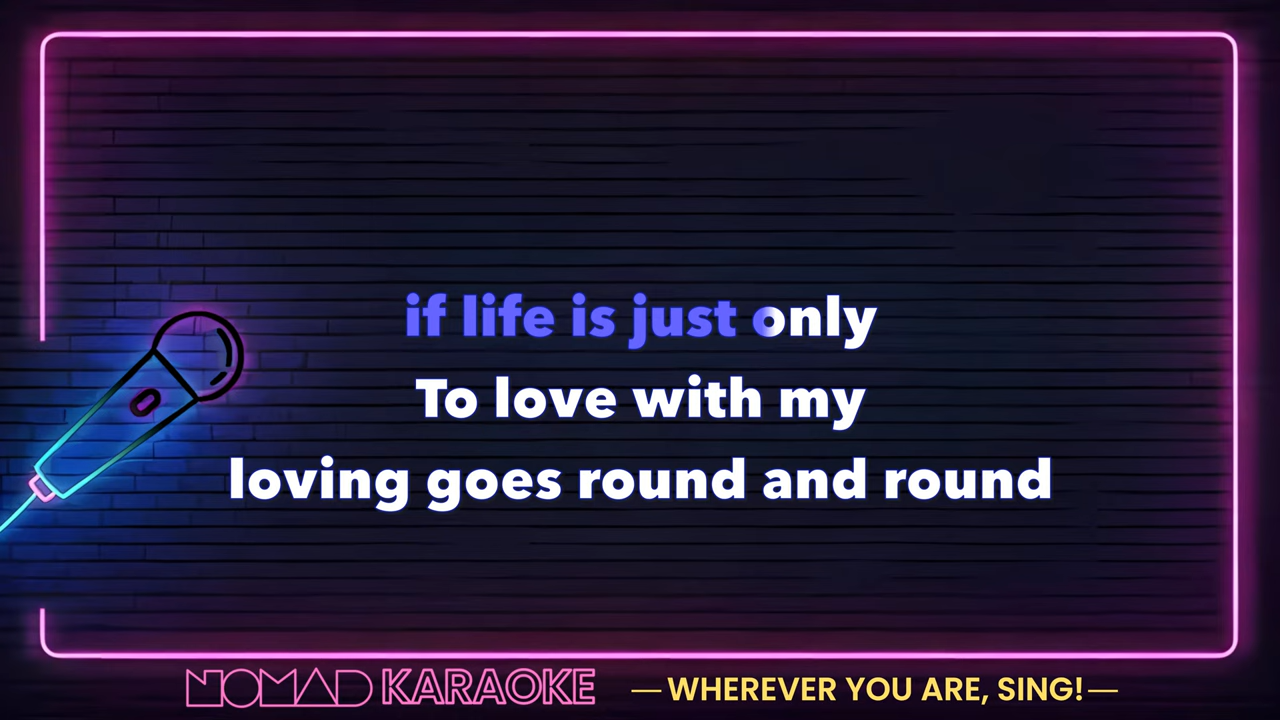 if life is just only
To love with my
loving goes round and round
NOMAD KARAOKE —WHEREVER YOU ARE, SING!—